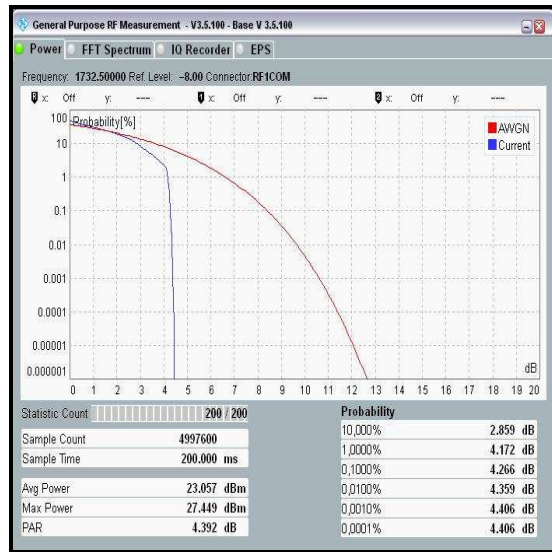 General Purpose RF Measurement - V3.5.100 - Base V 3.5.100
Power FFT Spectrum IQ Recorder EPS
Frequency: 1732.50000 Ref. Level: -8.00 Connector:RF1COM
x: Off y: --- x: Off y: --- x: Off y: ---
Probability[%]
AWGN
Current
100
10
1
0.1
0.01
0.001
0.0001
0.00001
0.000001
dB
0 1 2 3 4 5 6 7 8 9 10 11 12 13 14 15 16 17 18 19 20
Statistic Count 200 / 200
Sample Count 4997600
Sample Time 200.000 ms
Avg Power 23.057 dBm
Max Power 27.449 dBm
PAR 4.392 dB
Probability
10,000% 2.859 dB
1,0000% 4.172 dB
0,1000% 4.266 dB
0,0100% 4.359 dB
0,0010% 4.406 dB
0,0001% 4.406 dB